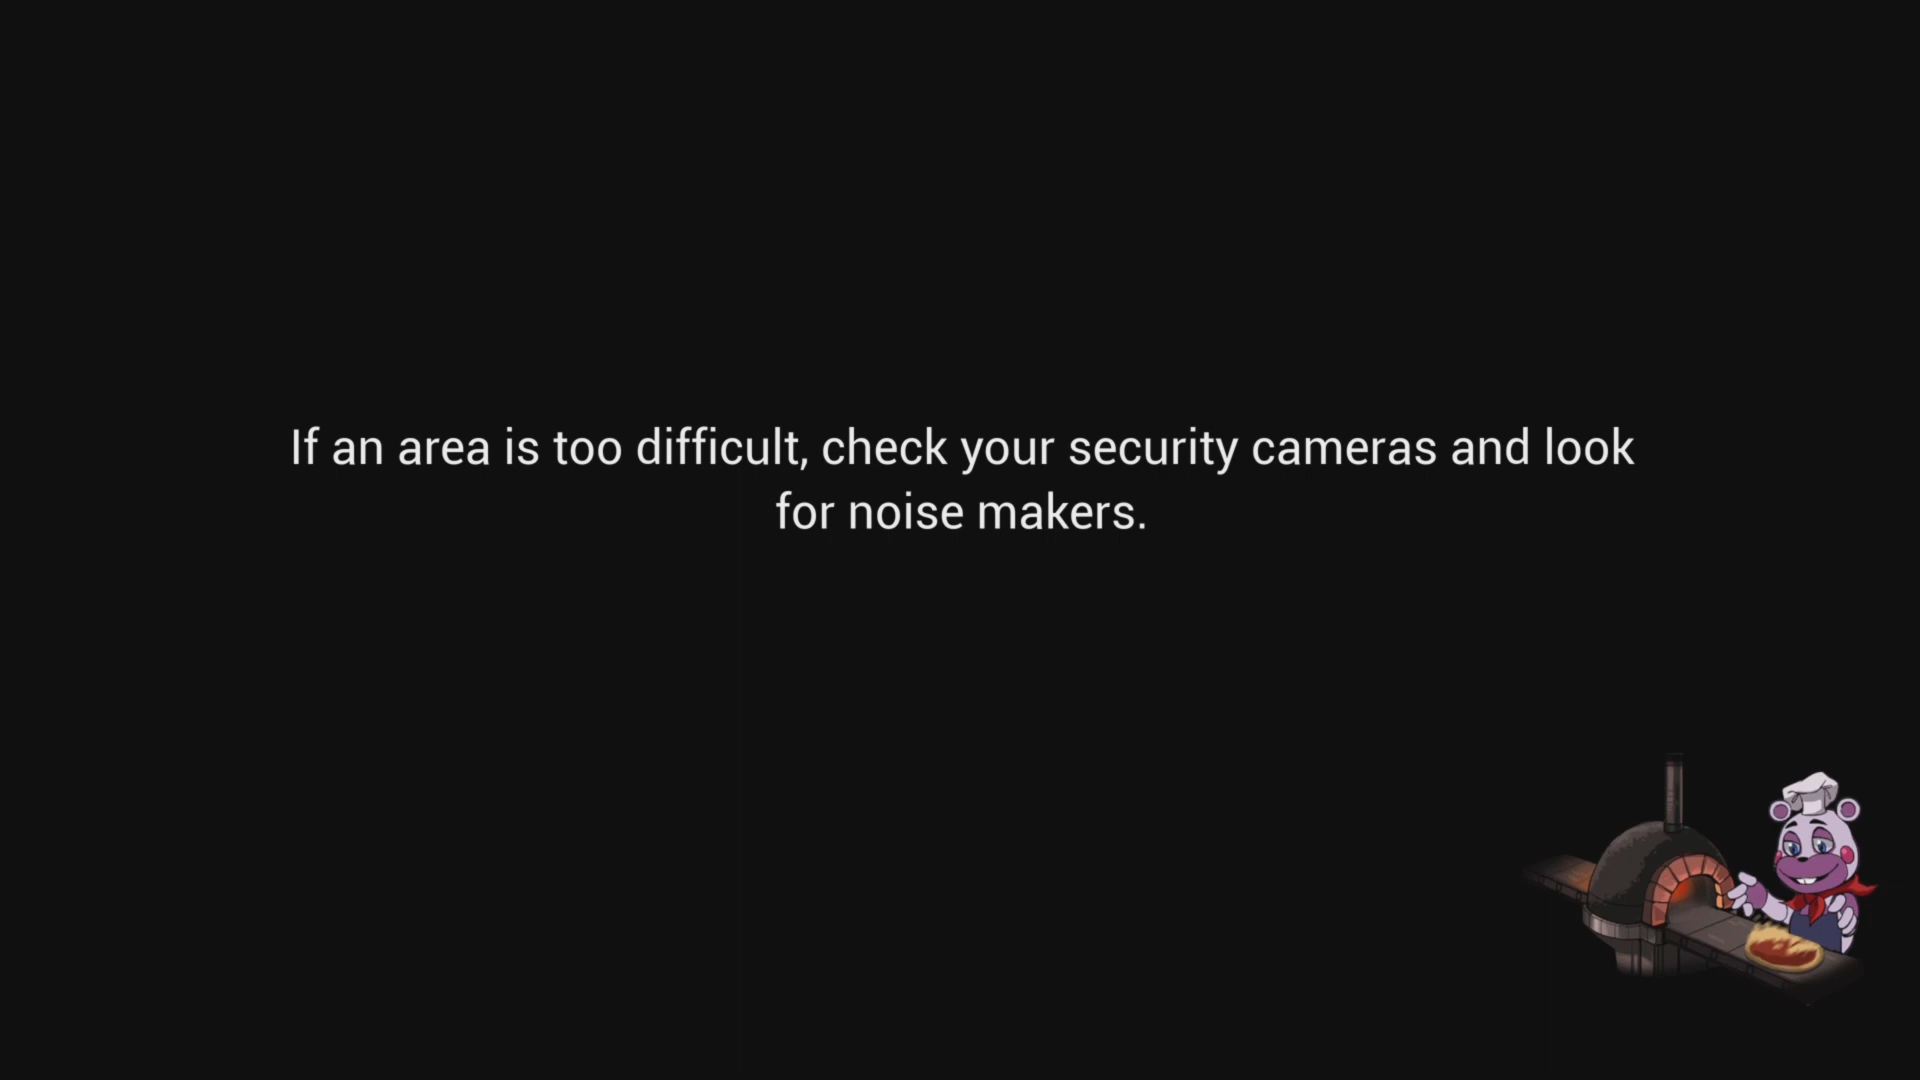 If an area is too difficult, check your security cameras and look
for noise makers.